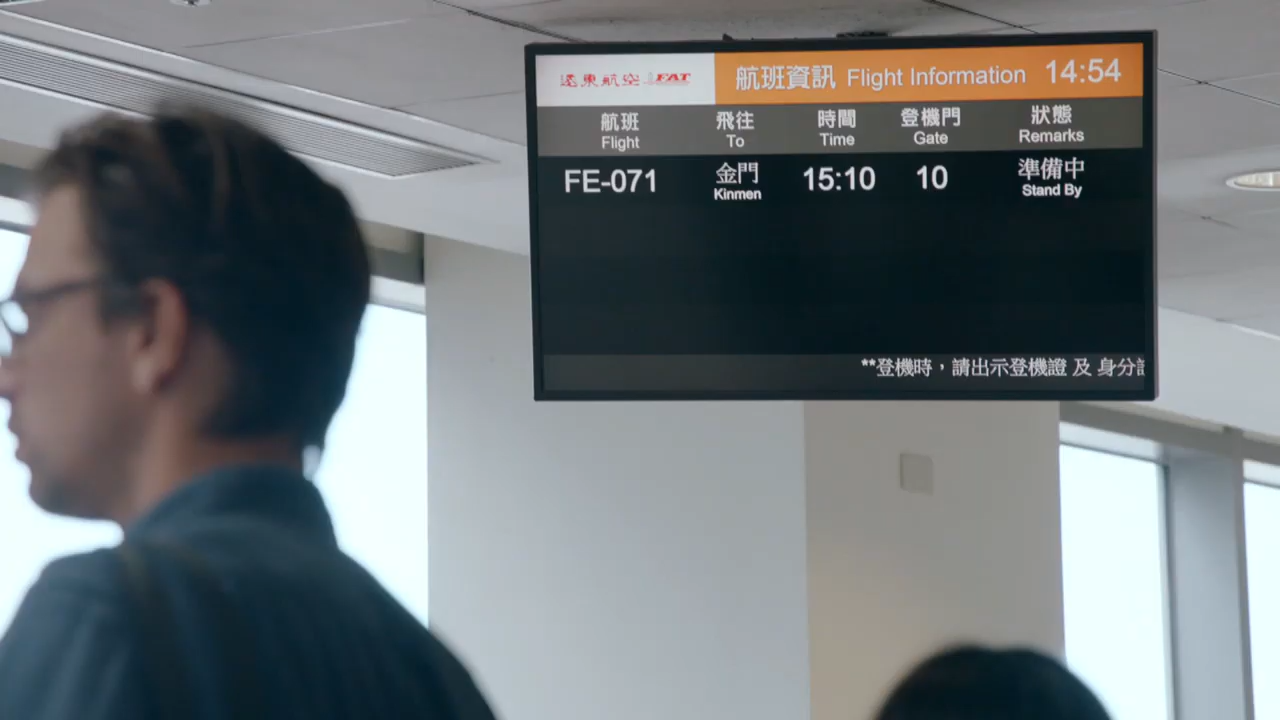 遠東航空 FAT
航班資訊 Flight Information 14:54
航班 飛往 時間 登機門 狀態
Flight To Time Gate Remarks
FE-071 金門 15:10 10 準備中
Kinmen Stand By
**登機時，請出示登機證 及 身分